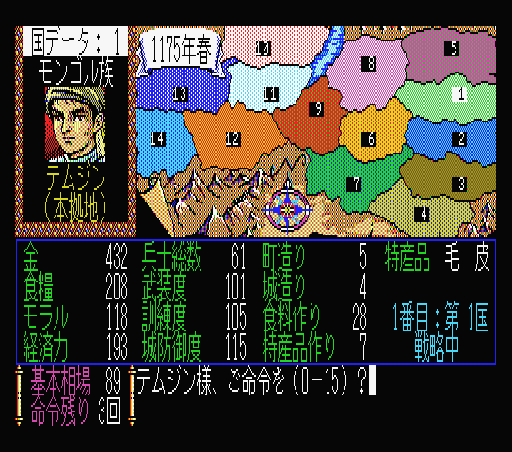 国データ: 1
モンゴル族
テムジン
(本拠地)
1175年春
13
8
5
13
11
1
9
14
12
6
2
7
3
4
N
金 432 兵士総数 61 町造り 5 特産品 毛 皮
食糧 208 武装度 101 城造り 4
モラル 118 訓練度 105 食料作り 28 1番目:第 1国
経済力 193 城防御度 115 特産品作り 7 戦略中
基本相場 89 テムジン様、ご命令を(0-15)?
命令残り 3回